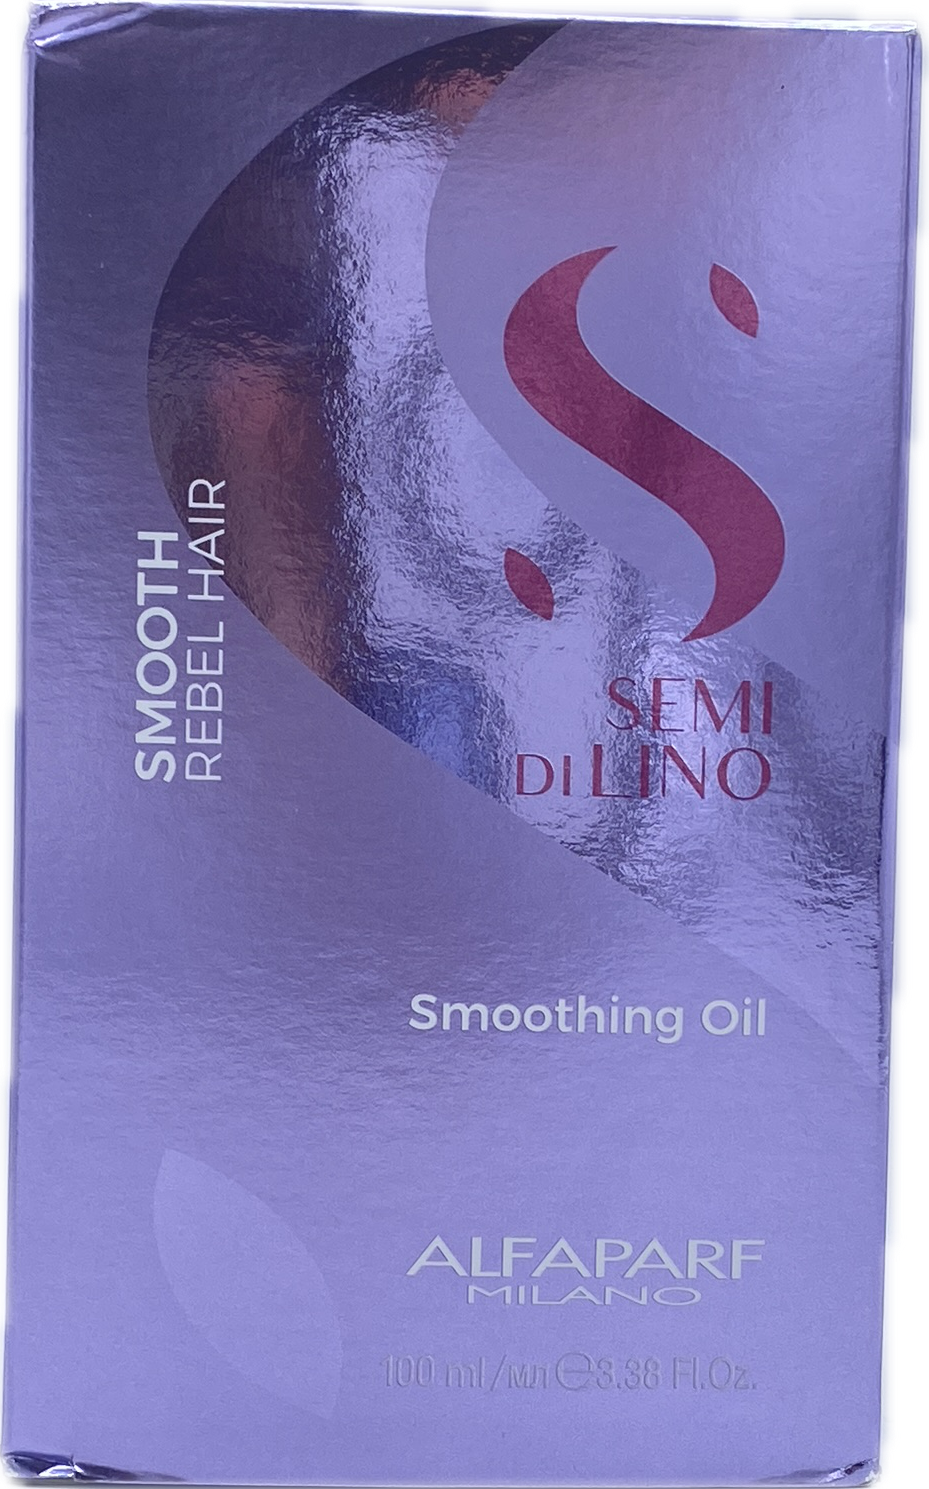 SMOOTH
REBEL HAIR
SEMI
DI LINO
Smoothing Oil
ALFAPARF
MILANO
100 ml/мл ℮3.38 Fl.Oz.